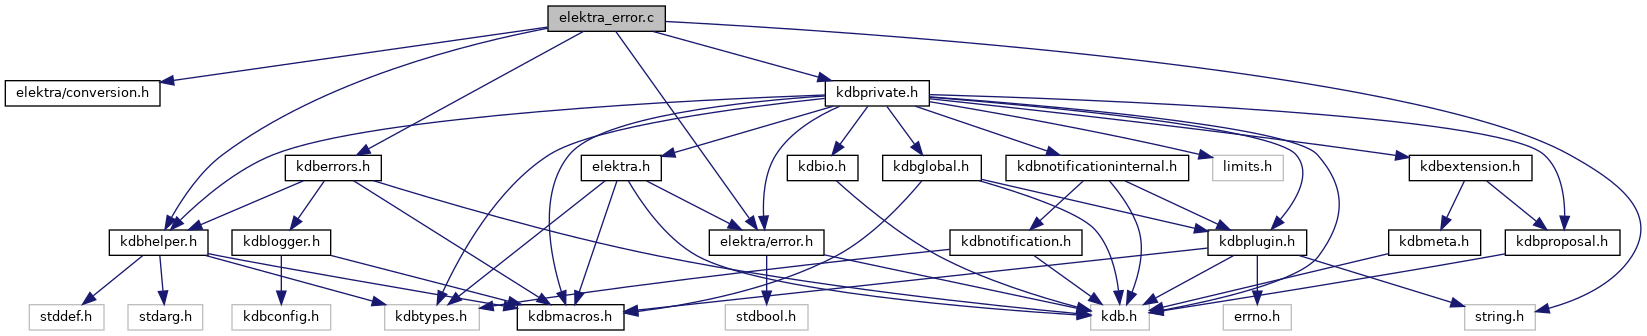 elektra_error.c
elektra/conversion.h
kdbprivate.h
kdberrors.h
elektra.h
kdbio.h
kdbglobal.h
kdbnotificationinternal.h
limits.h
kdbextension.h
kdbhelper.h
kdblogger.h
elektra/error.h
kdbnotification.h
kdbplugin.h
kdbmeta.h
kdbproposal.h
stddef.h
stdarg.h
kdbconfig.h
kdbtypes.h
kdbmacros.h
stdbool.h
kdb.h
errno.h
string.h